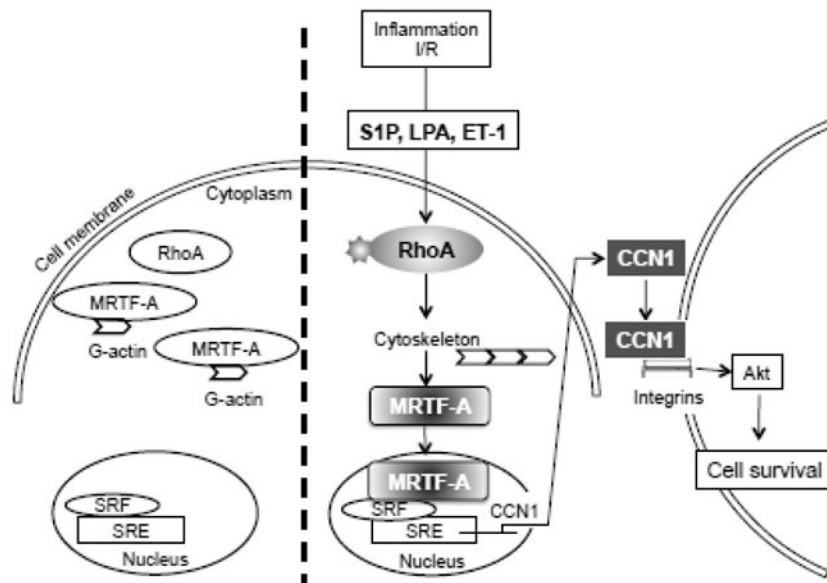 Inflammation
I/R
S1P, LPA, ET-1
Cell membrane
Cytoplasm
RhoA
MRTF-A
G-actin
MRTF-A
G-actin
SRF
SRE
Nucleus
RhoA
Cytoskeleton
MRTF-A
MRTF-A
SRF
SRE
CCN1
Nucleus
CCN1
CCN1
Integrins
Akt
Cell survival